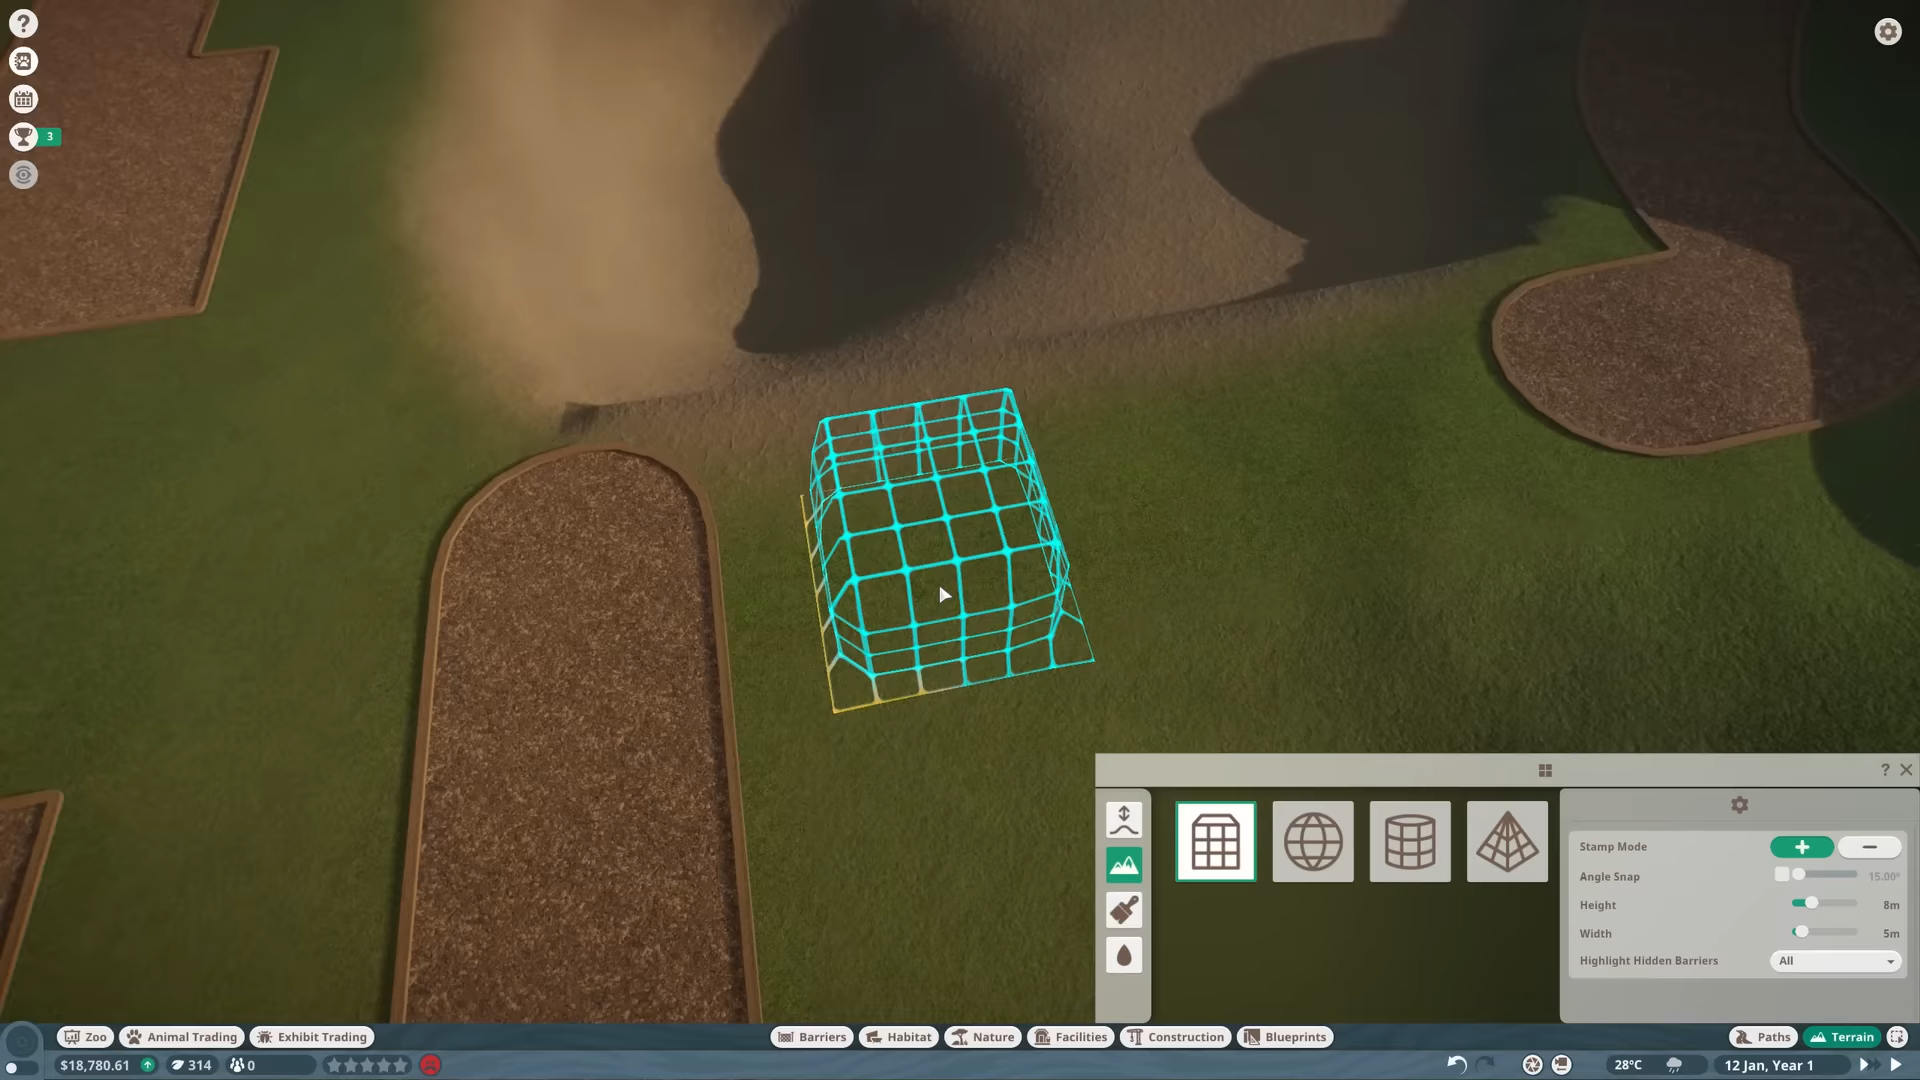 ?
3
?
Stamp Mode
Angle Snap 15.00°
Height 8m
Width 5m
Highlight Hidden Barriers All
Zoo Animal Trading Exhibit Trading Barriers Habitat Nature Facilities Construction Blueprints Paths Terrain
$18,780.61 314 0 28°C 12 Jan, Year 1